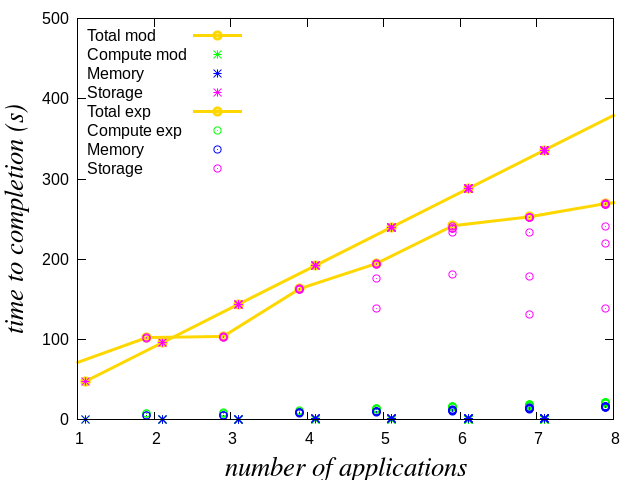 500
400
300
200
100
0
time to completion (s)
Total mod
Compute mod
Memory
Storage
Total exp
Compute exp
Memory
Storage
1 2 3 4 5 6 7 8
number of applications